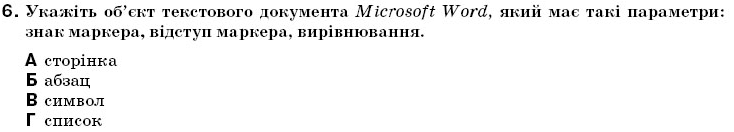 6. Укажіть об’єкт текстового документа Microsoft Word, який має такі параметри:
знак маркера, відступ маркера, вирівнювання.
А сторінка
Б абзац
В символ
Г список